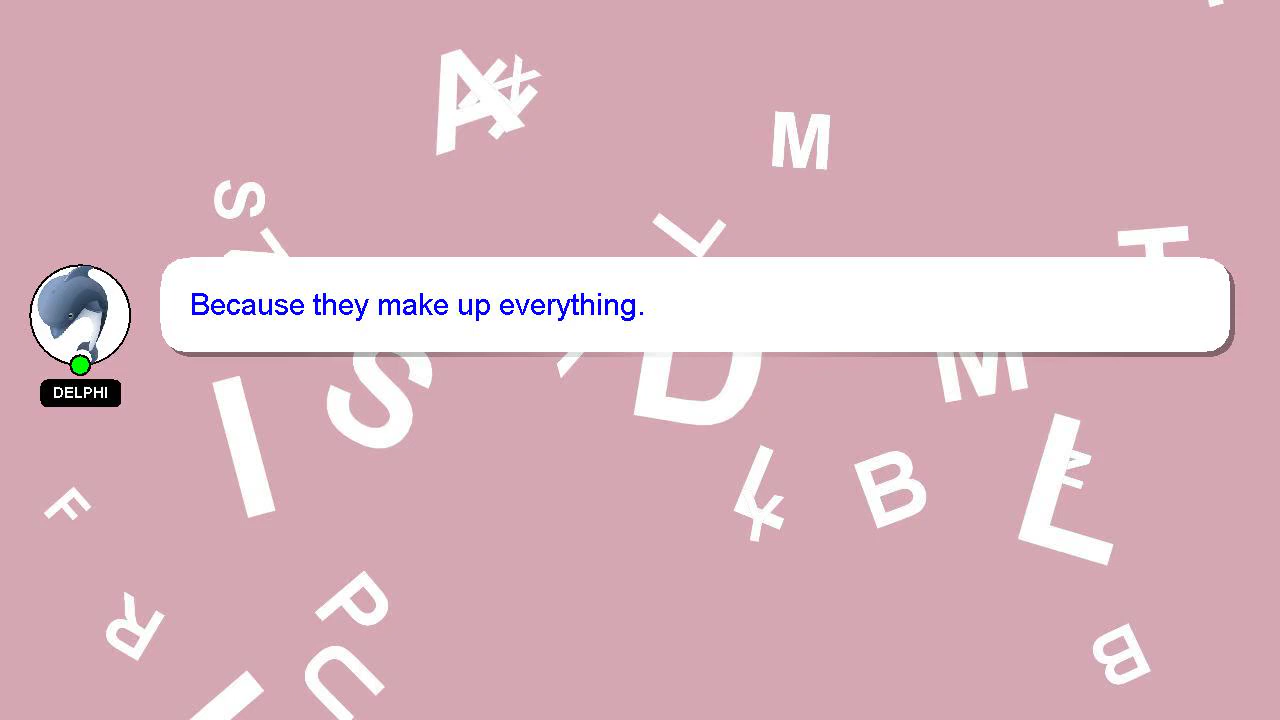 A
M
S
L
Because they make up everything.
DELPHI
I
S
D
M
L
B
L
F
Y
R
P
U
B